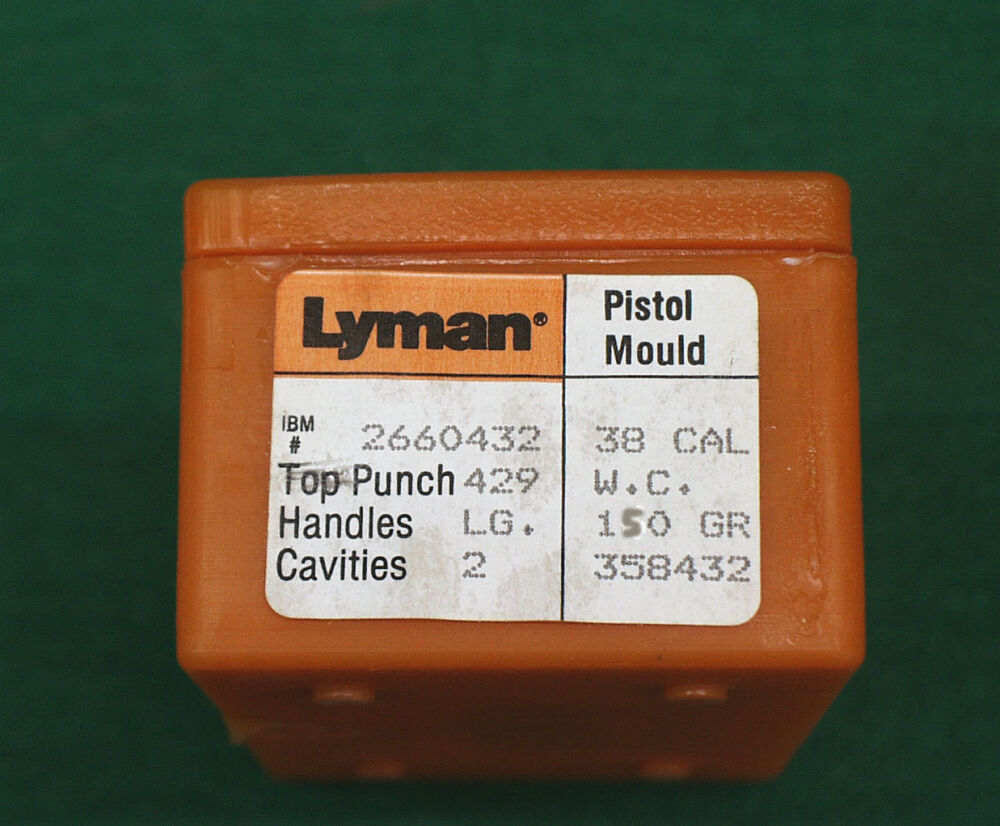 Lyman®
Pistol
Mould
IBM
# 2660432
Top Punch 429
Handles LG.
Cavities 2
38 CAL
W.C.
150 GR
358432